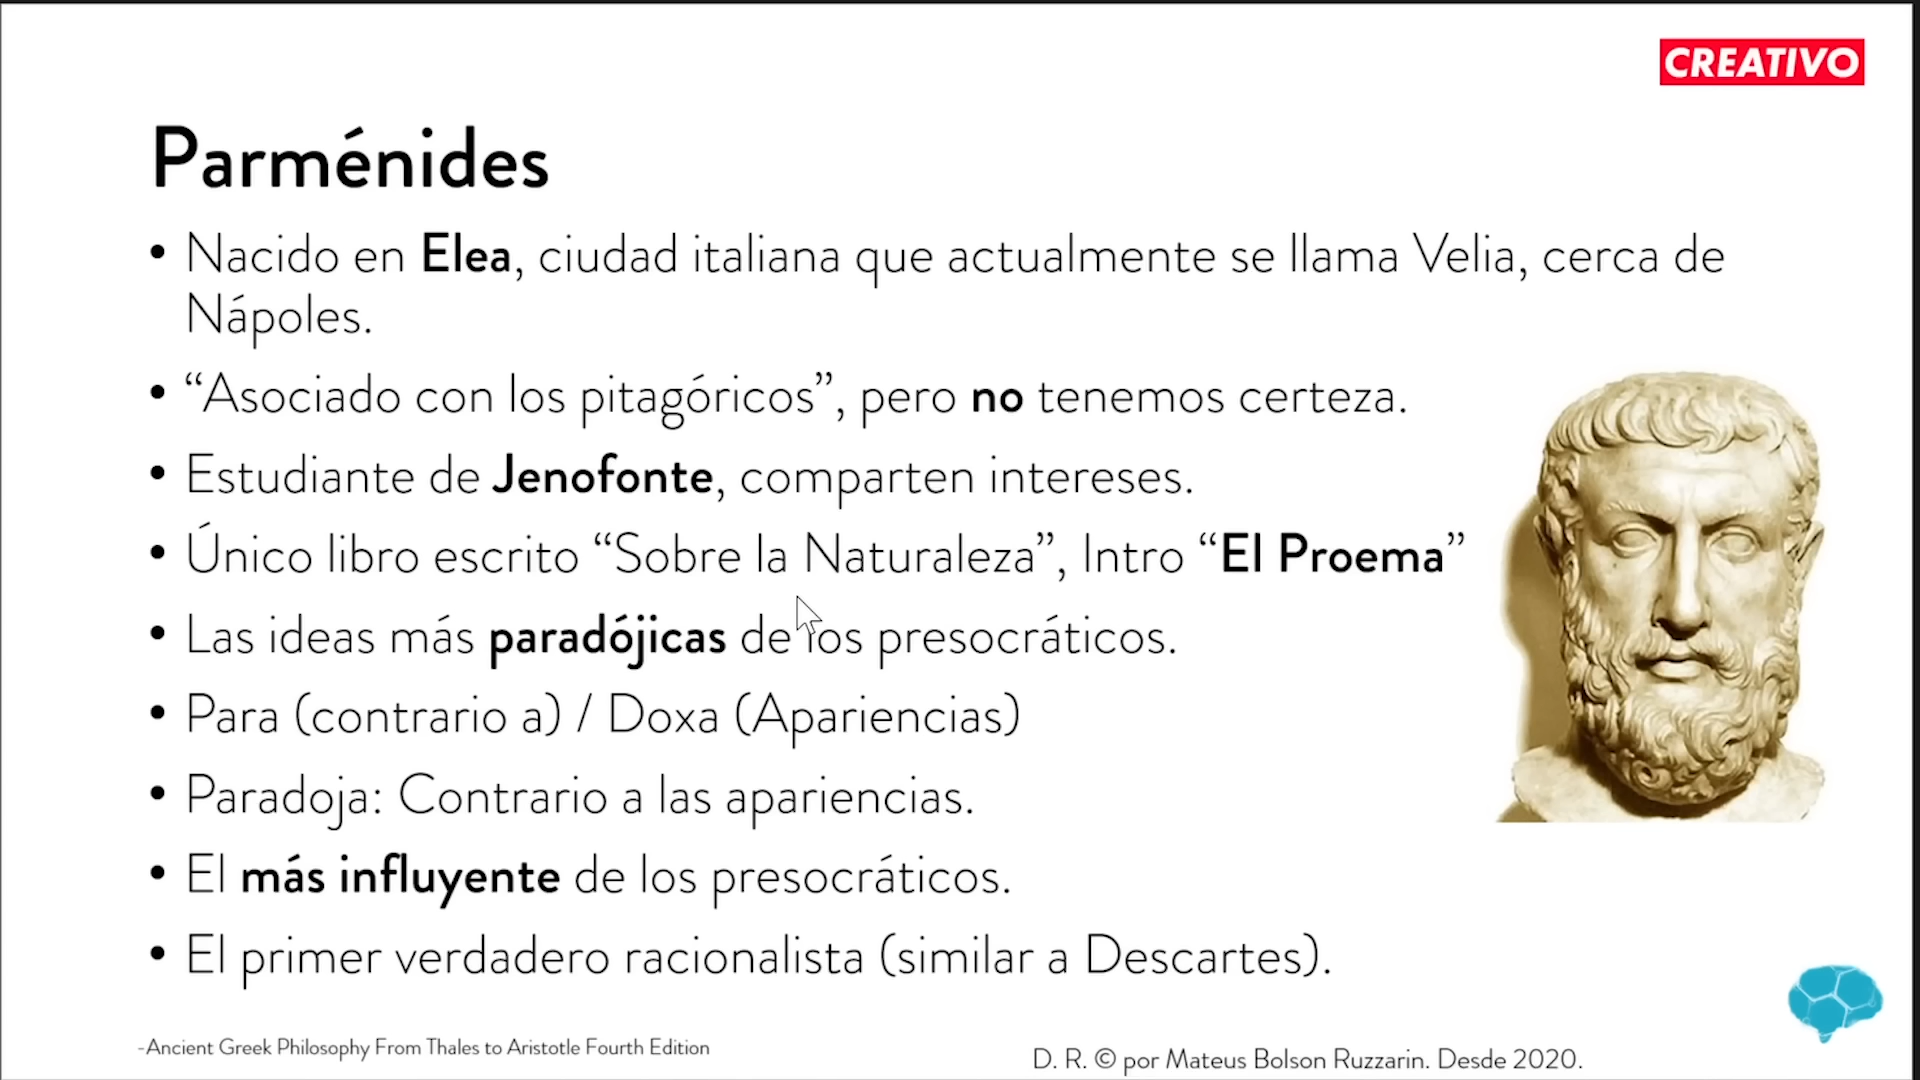 CREATIVO
Parménides
• Nacido en Elea, ciudad italiana que actualmente se llama Velia, cerca de
Nápoles.
• “Asociado con los pitagóricos”, pero no tenemos certeza.
• Estudiante de Jenofonte, comparten intereses.
• Único libro escrito “Sobre la Naturaleza”, Intro “El Proema”
• Las ideas más paradójicas de los presocráticos.
• Para (contrario a) / Doxa (Apariencias)
• Paradoja: Contrario a las apariencias.
• El más influyente de los presocráticos.
• El primer verdadero racionalista (similar a Descartes).
-Ancient Greek Philosophy From Thales to Aristotle Fourth Edition
D. R. © por Mateus Bolson Ruzzarin. Desde 2020.